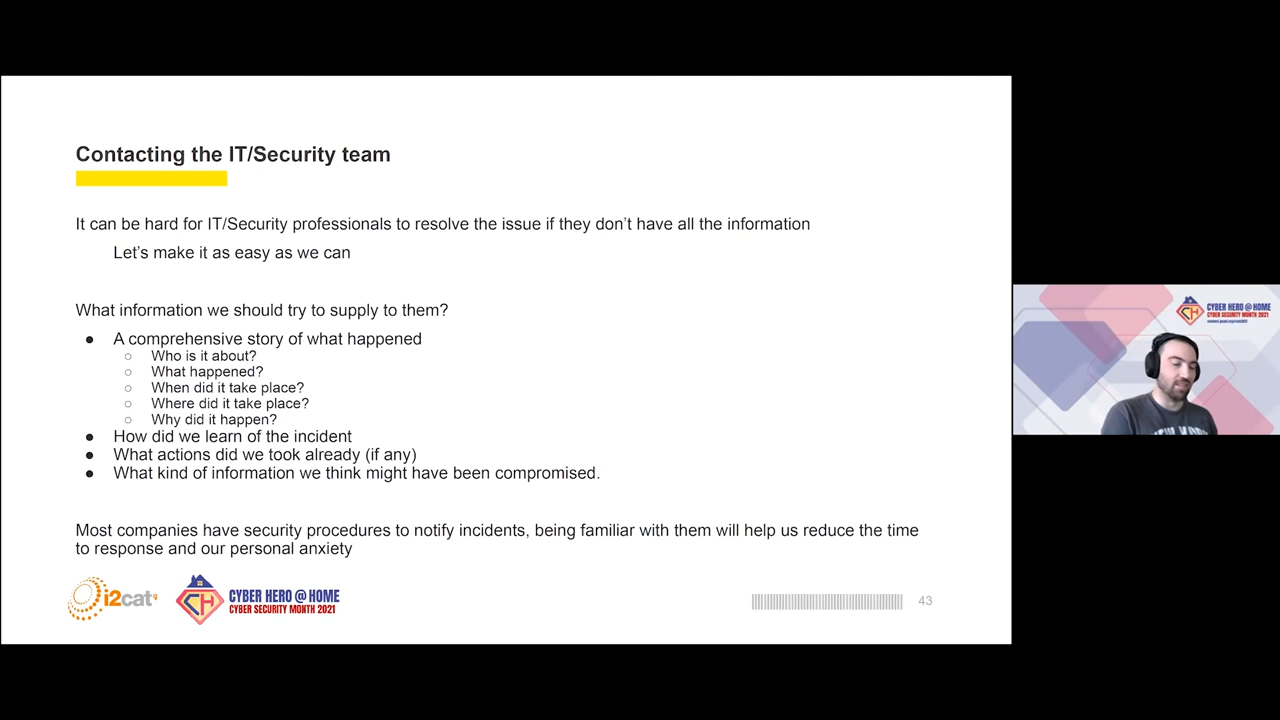 Contacting the IT/Security team
It can be hard for IT/Security professionals to resolve the issue if they don't have all the information
Let's make it as easy as we can
What information we should try to supply to them?
● A comprehensive story of what happened
○ Who is it about?
○ What happened?
○ When did it take place?
○ Where did it take place?
○ Why did it happen?
● How did we learn of the incident
● What actions did we took already (if any)
● What kind of information we think might have been compromised.
Most companies have security procedures to notify incidents, being familiar with them will help us reduce the time
to response and our personal anxiety
i2cat
CH
CYBER HERO @ HOME
CYBER SECURITY MONTH 2021
43
CH
CYBER HERO @ HOME
CYBER SECURITY MONTH 2021